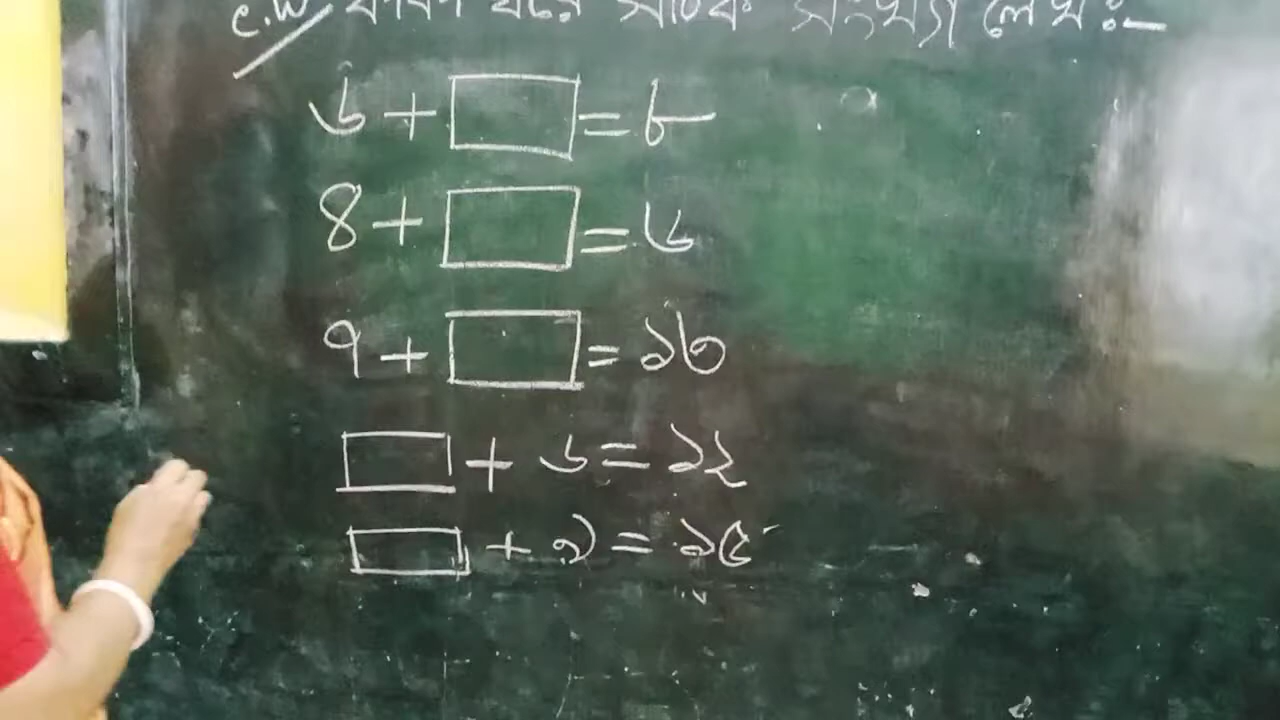 C.W ফাঁকা ঘরে সঠিক সংখ্যা লেখ :-
৬ + □ = ৮
৪ + □ = ৬
৭ + □ = ১৩
□ + ৬ = ১২
□ + ৯ = ১৫